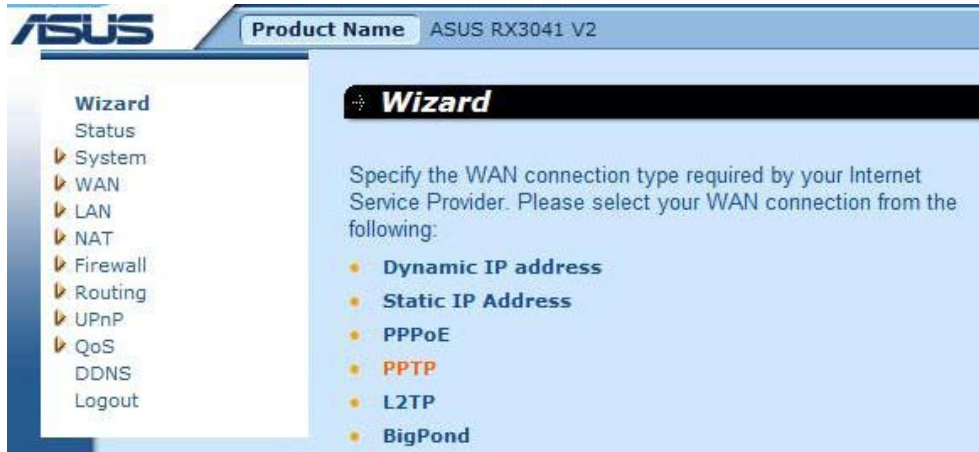 ASUS
Product Name ASUS RX3041 V2
Wizard
Status
System
WAN
LAN
NAT
Firewall
Routing
UPnP
QoS
DDNS
Logout
Wizard
Specify the WAN connection type required by your Internet
Service Provider. Please select your WAN connection from the
following:
Dynamic IP address
Static IP Address
PPPoE
PPTP
L2TP
BigPond